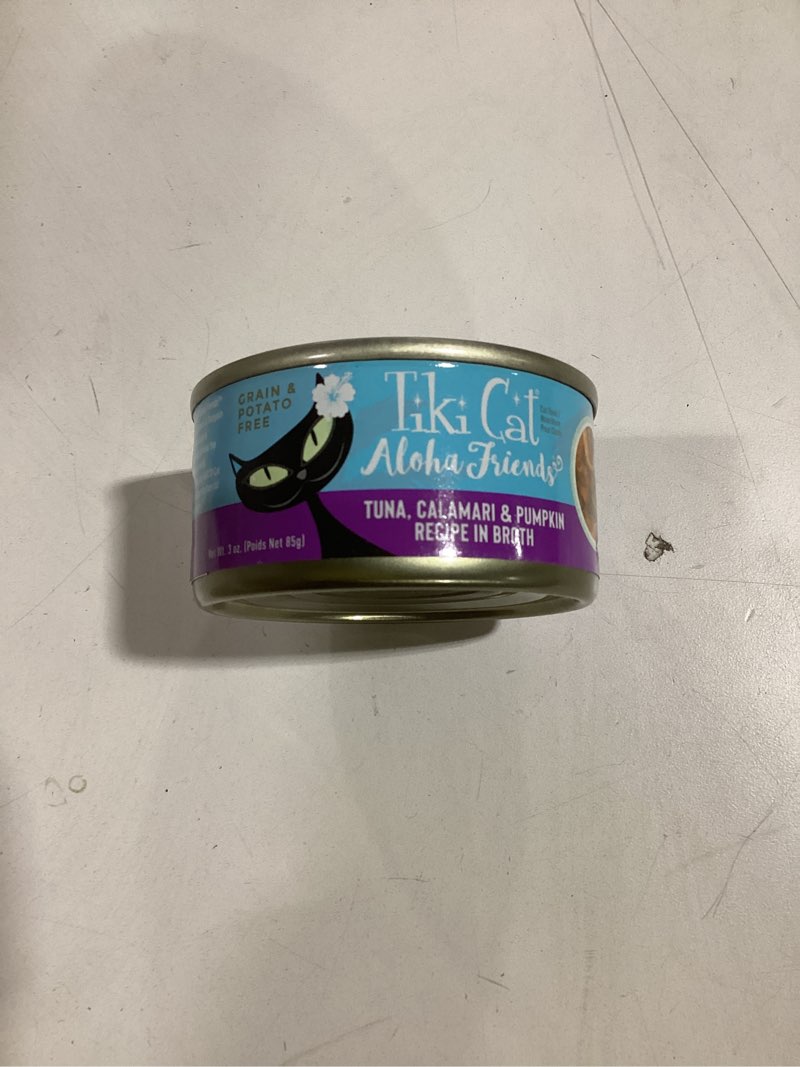 GRAIN &
POTATO
FREE
Tiki Cat®
Aloha Friends
TUNA, CALAMARI & PUMPKIN
RECIPE IN BROTH
Wt. 3 oz. (Poids Net 85g)